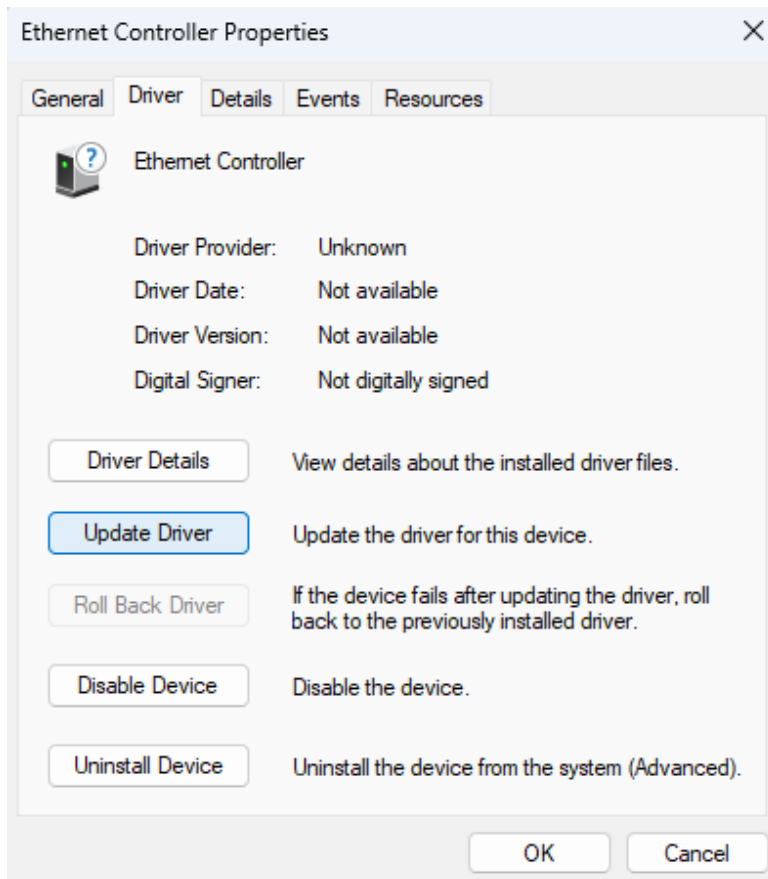 Ethernet Controller Properties
General Driver Details Events Resources
?
Ethernet Controller
Driver Provider: Unknown
Driver Date: Not available
Driver Version: Not available
Digital Signer: Not digitally signed
Driver Details View details about the installed driver files.
Update Driver Update the driver for this device.
Roll Back Driver If the device fails after updating the driver, roll
back to the previously installed driver.
Disable Device Disable the device.
Uninstall Device Uninstall the device from the system (Advanced).
OK Cancel